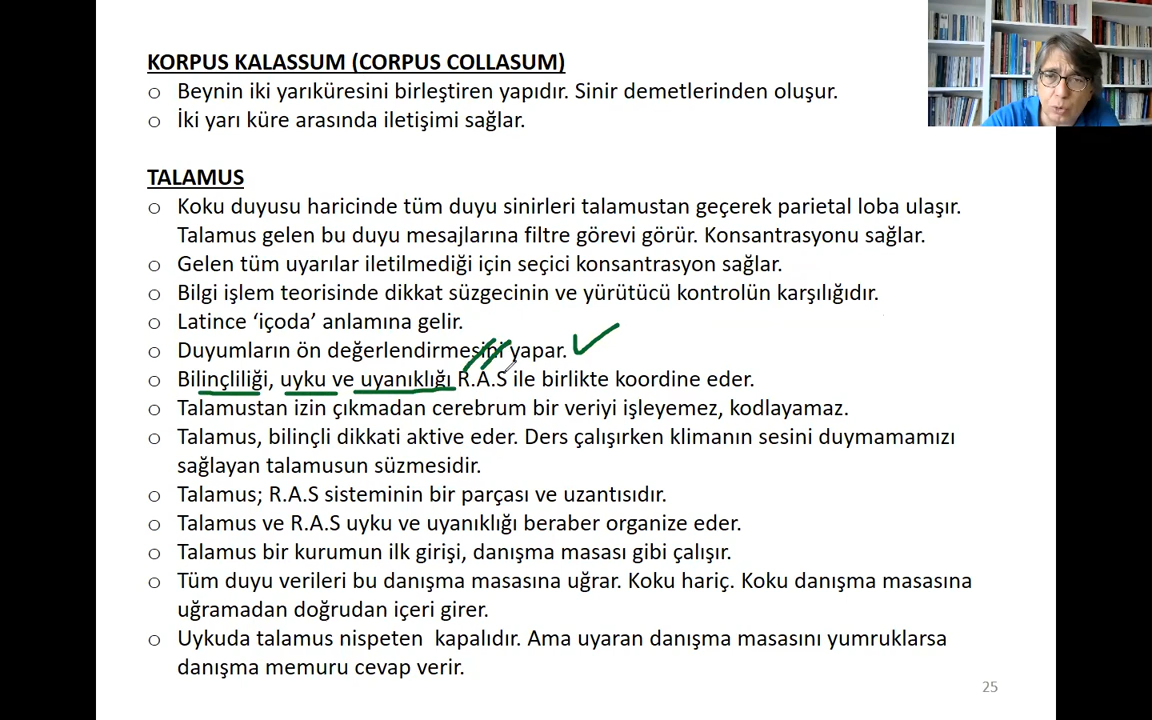 KORPUS KALASSUM (CORPUS COLLASUM)
o Beynin iki yarıküresini birleştiren yapıdır. Sinir demetlerinden oluşur.
o İki yarı küre arasında iletişimi sağlar.
TALAMUS
o Koku duyusu haricinde tüm duyu sinirleri talamustan geçerek parietal loba ulaşır.
Talamus gelen bu duyu mesajlarına filtre görevi görür. Konsantrasyonu sağlar.
o Gelen tüm uyarılar iletilmediği için seçici konsantrasyon sağlar.
o Bilgi işlem teorisinde dikkat süzgecinin ve yürütücü kontrolün karşılığıdır.
o Latince ‘içoda’ anlamına gelir.
o Duyumların ön değerlendirmesini yapar.
o Bilinçliliği, uyku ve uyanıklığı R.A.S ile birlikte koordine eder.
o Talamustan izin çıkmadan cerebrum bir veriyi işleyemez, kodlayamaz.
o Talamus, bilinçli dikkati aktive eder. Ders çalışırken klimanın sesini duymamamızı
sağlayan talamusun süzmesidir.
o Talamus; R.A.S sisteminin bir parçası ve uzantısıdır.
o Talamus ve R.A.S uyku ve uyanıklığı beraber organize eder.
o Talamus bir kurumun ilk girişi, danışma masası gibi çalışır.
o Tüm duyu verileri bu danışma masasına uğrar. Koku hariç. Koku danışma masasına
uğramadan doğrudan içeri girer.
o Uykuda talamus nispeten kapalıdır. Ama uyaran danışma masasını yumruklarsa
danışma memuru cevap verir.
25